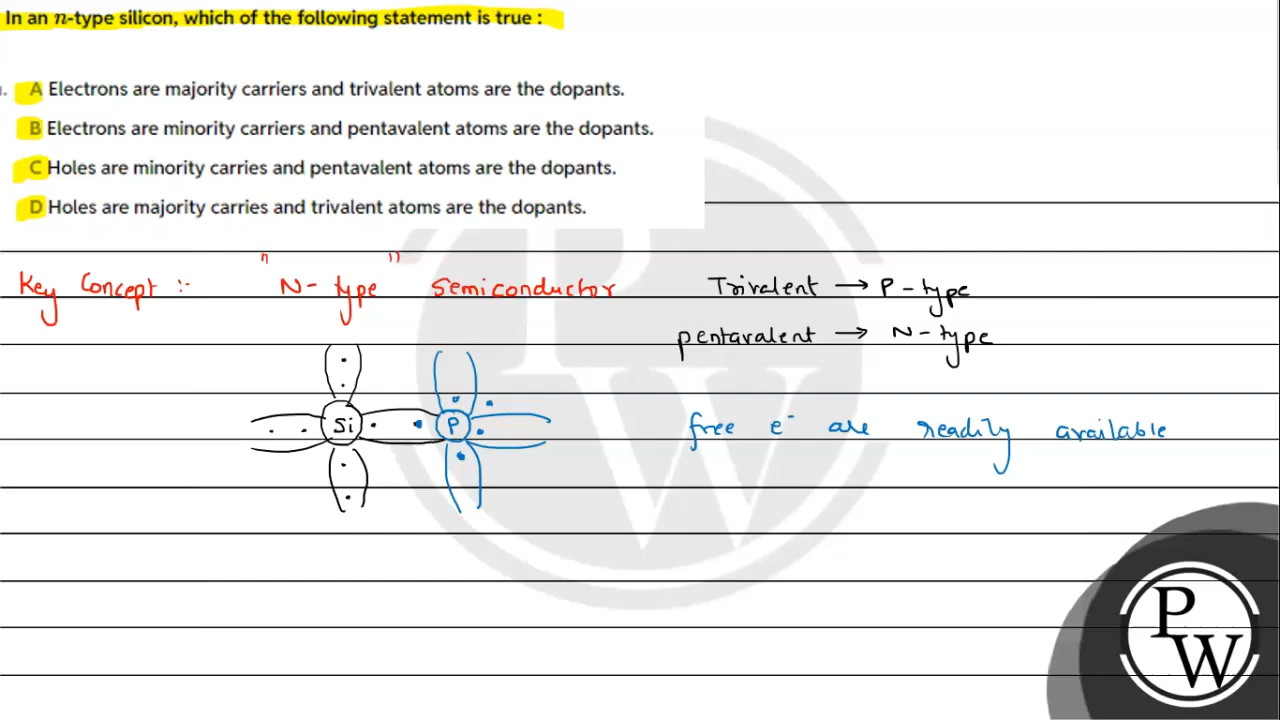 In an n-type silicon, which of the following statement is true :
A Electrons are majority carriers and trivalent atoms are the dopants.
B Electrons are minority carriers and pentavalent atoms are the dopants.
C Holes are minority carries and pentavalent atoms are the dopants.
D Holes are majority carries and trivalent atoms are the dopants.
Key Concept :- "N-type" Semiconductor
Trivalent → P-type
pentavalent → N-type
Si P
free e⁻ are readily available
PW
PW